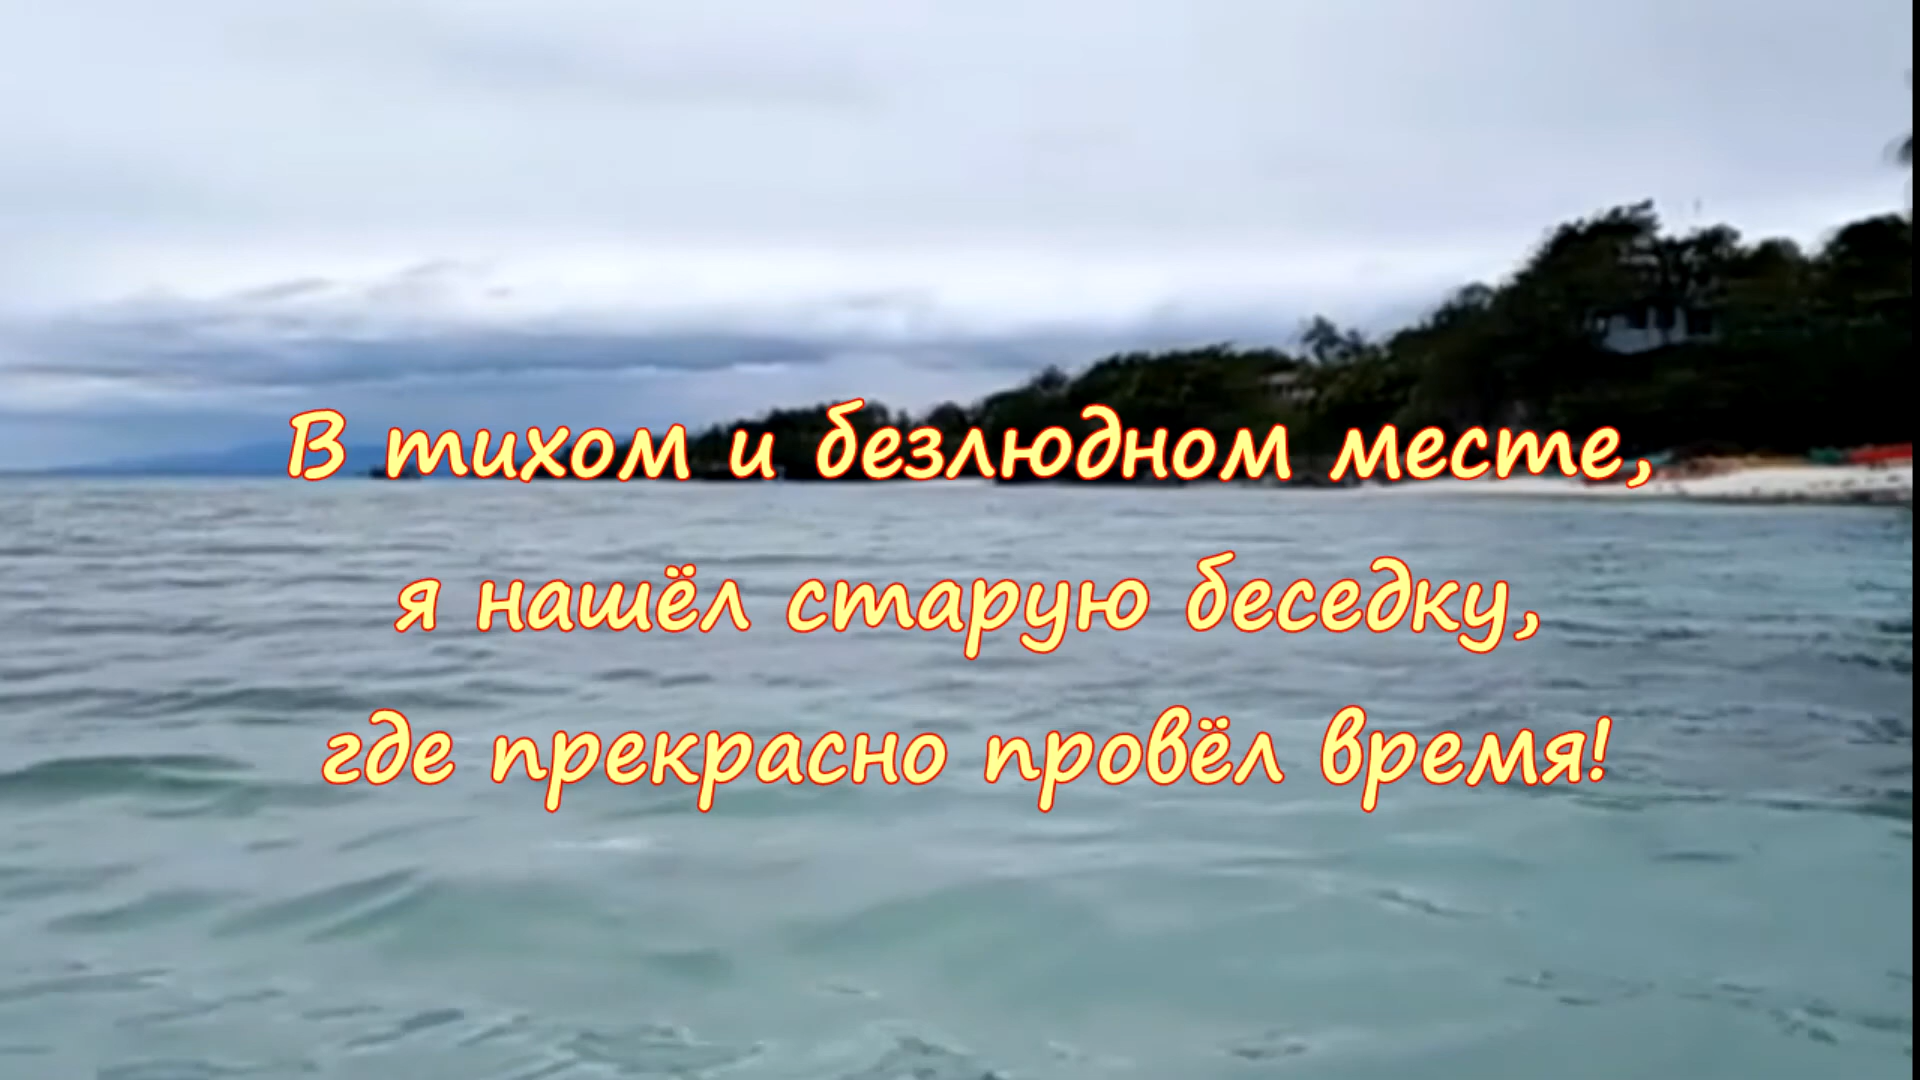 В тихом и безлюдном месте,
я нашёл старую беседку,
где прекрасно провёл время!